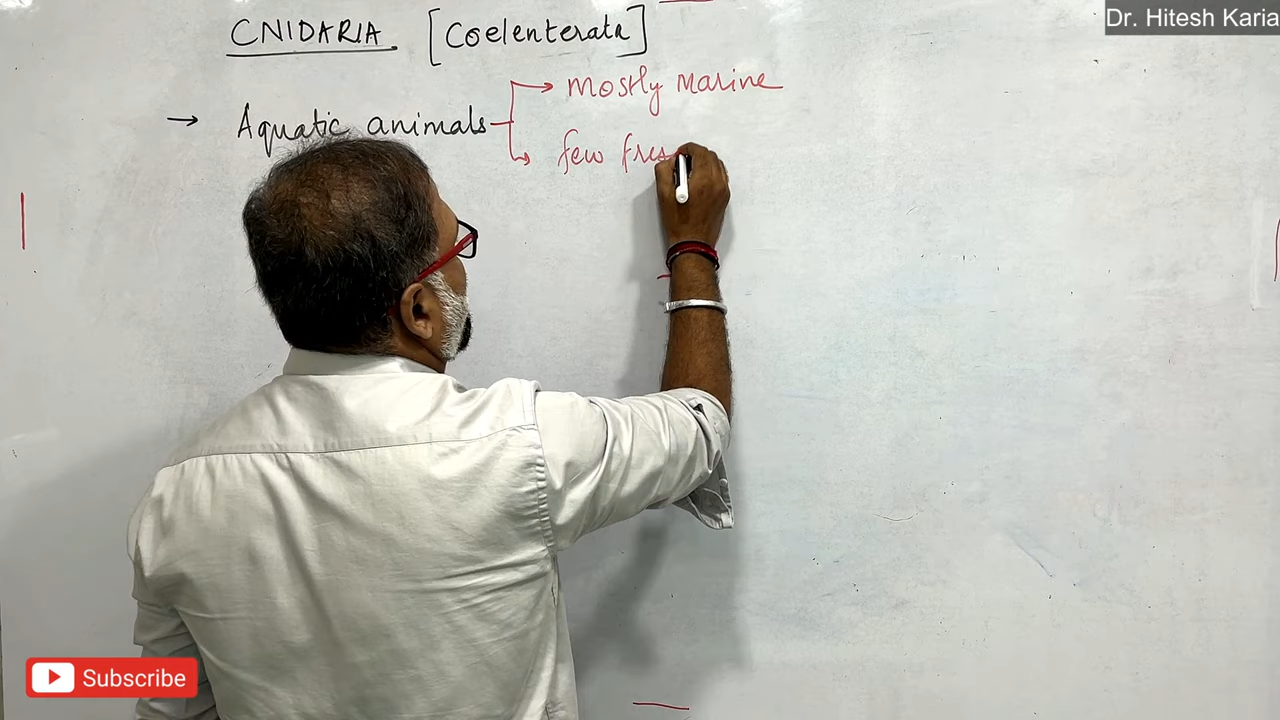 Dr. Hitesh Karia
CNIDARIA [Coelenterata]
mostly marine
→ Aquatic animals
few fres
Subscribe